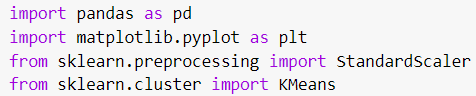 import pandas as pd
import matplotlib.pyplot as plt
from sklearn.preprocessing import StandardScaler
from sklearn.cluster import KMeans